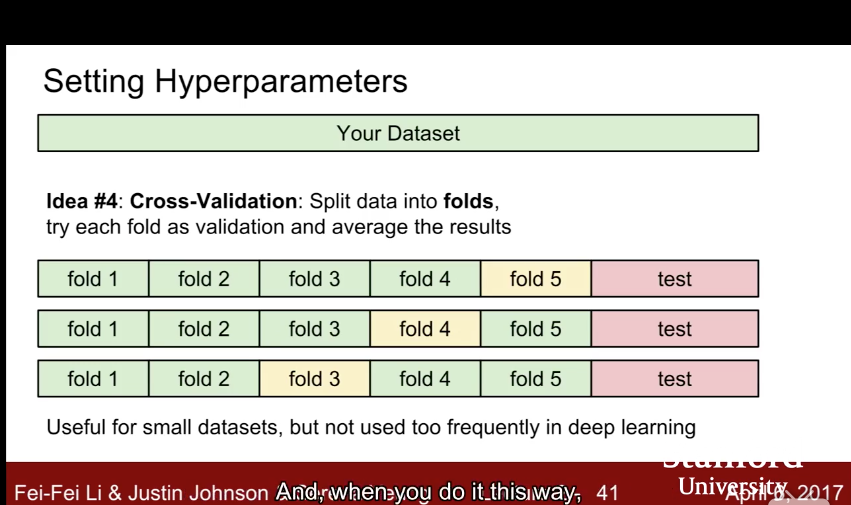 Setting Hyperparameters
Your Dataset
Idea #4: Cross-Validation: Split data into folds,
try each fold as validation and average the results
fold 1 fold 2 fold 3 fold 4 fold 5 test
fold 1 fold 2 fold 3 fold 4 fold 5 test
fold 1 fold 2 fold 3 fold 4 fold 5 test
Useful for small datasets, but not used too frequently in deep learning
Stanford
University
Fei-Fei Li & Justin Johnson
And, when you do it this way,
41
2017